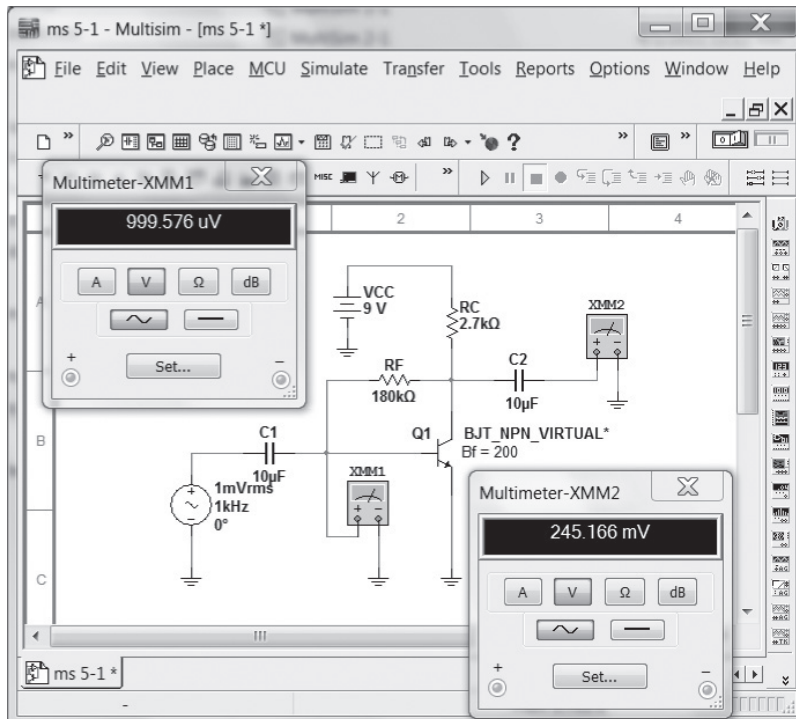 ms 5-1 - Multisim - [ms 5-1 *]
File Edit View Place MCU Simulate Transfer Tools Reports Options Window Help
Multimeter-XMM1
MISC
999.576 uV
A V Ω dB
+ Set... -
2 3 4
B
C
VCC
9 V
RC
2.7kΩ
XMM2
+ -
RF
180kΩ
C2
10µF
C1
10µF
Q1
BJT_NPN_VIRTUAL*
Bf = 200
XMM1
+ -
1mVrms
1kHz
0°
Multimeter-XMM2
245.166 mV
A V Ω dB
+ Set... -
ms 5-1 *